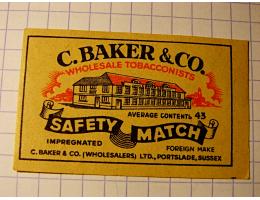 C. BAKER & CO.
WHOLESALE TOBACCONISTS
AVERAGE CONTENTS 43
SAFETY MATCH
IMPREGNATED
FOREIGN MAKE
C. BAKER & CO. (WHOLESALERS) LTD., PORTSLADE, SUSSEX